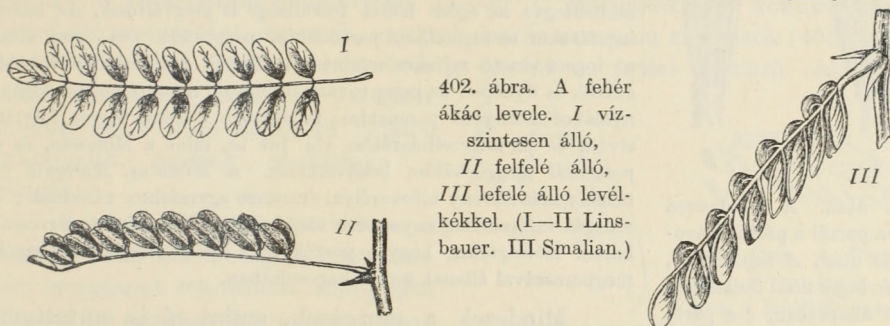 I
402. ábra. A fehér
ákác levele. I víz-
szintesen álló,
II felfelé álló,
III lefelé álló levél-
kékkel. (I—II Lins-
bauer. III Smalian.)
II
III